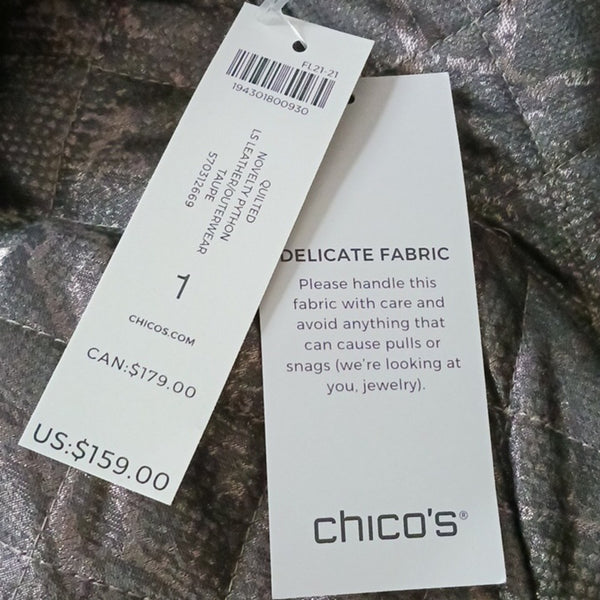 FL21-21
194301800930
QUILTED
NOVELTY PYTHON
LS LEATHER/OUTERWEAR
TAUPE
570312669
1
CHICOS.COM
CAN:$179.00
US:$159.00
DELICATE FABRIC
Please handle this
fabric with care and
avoid anything that
can cause pulls or
snags (we're looking at
you, jewelry).
chico's®